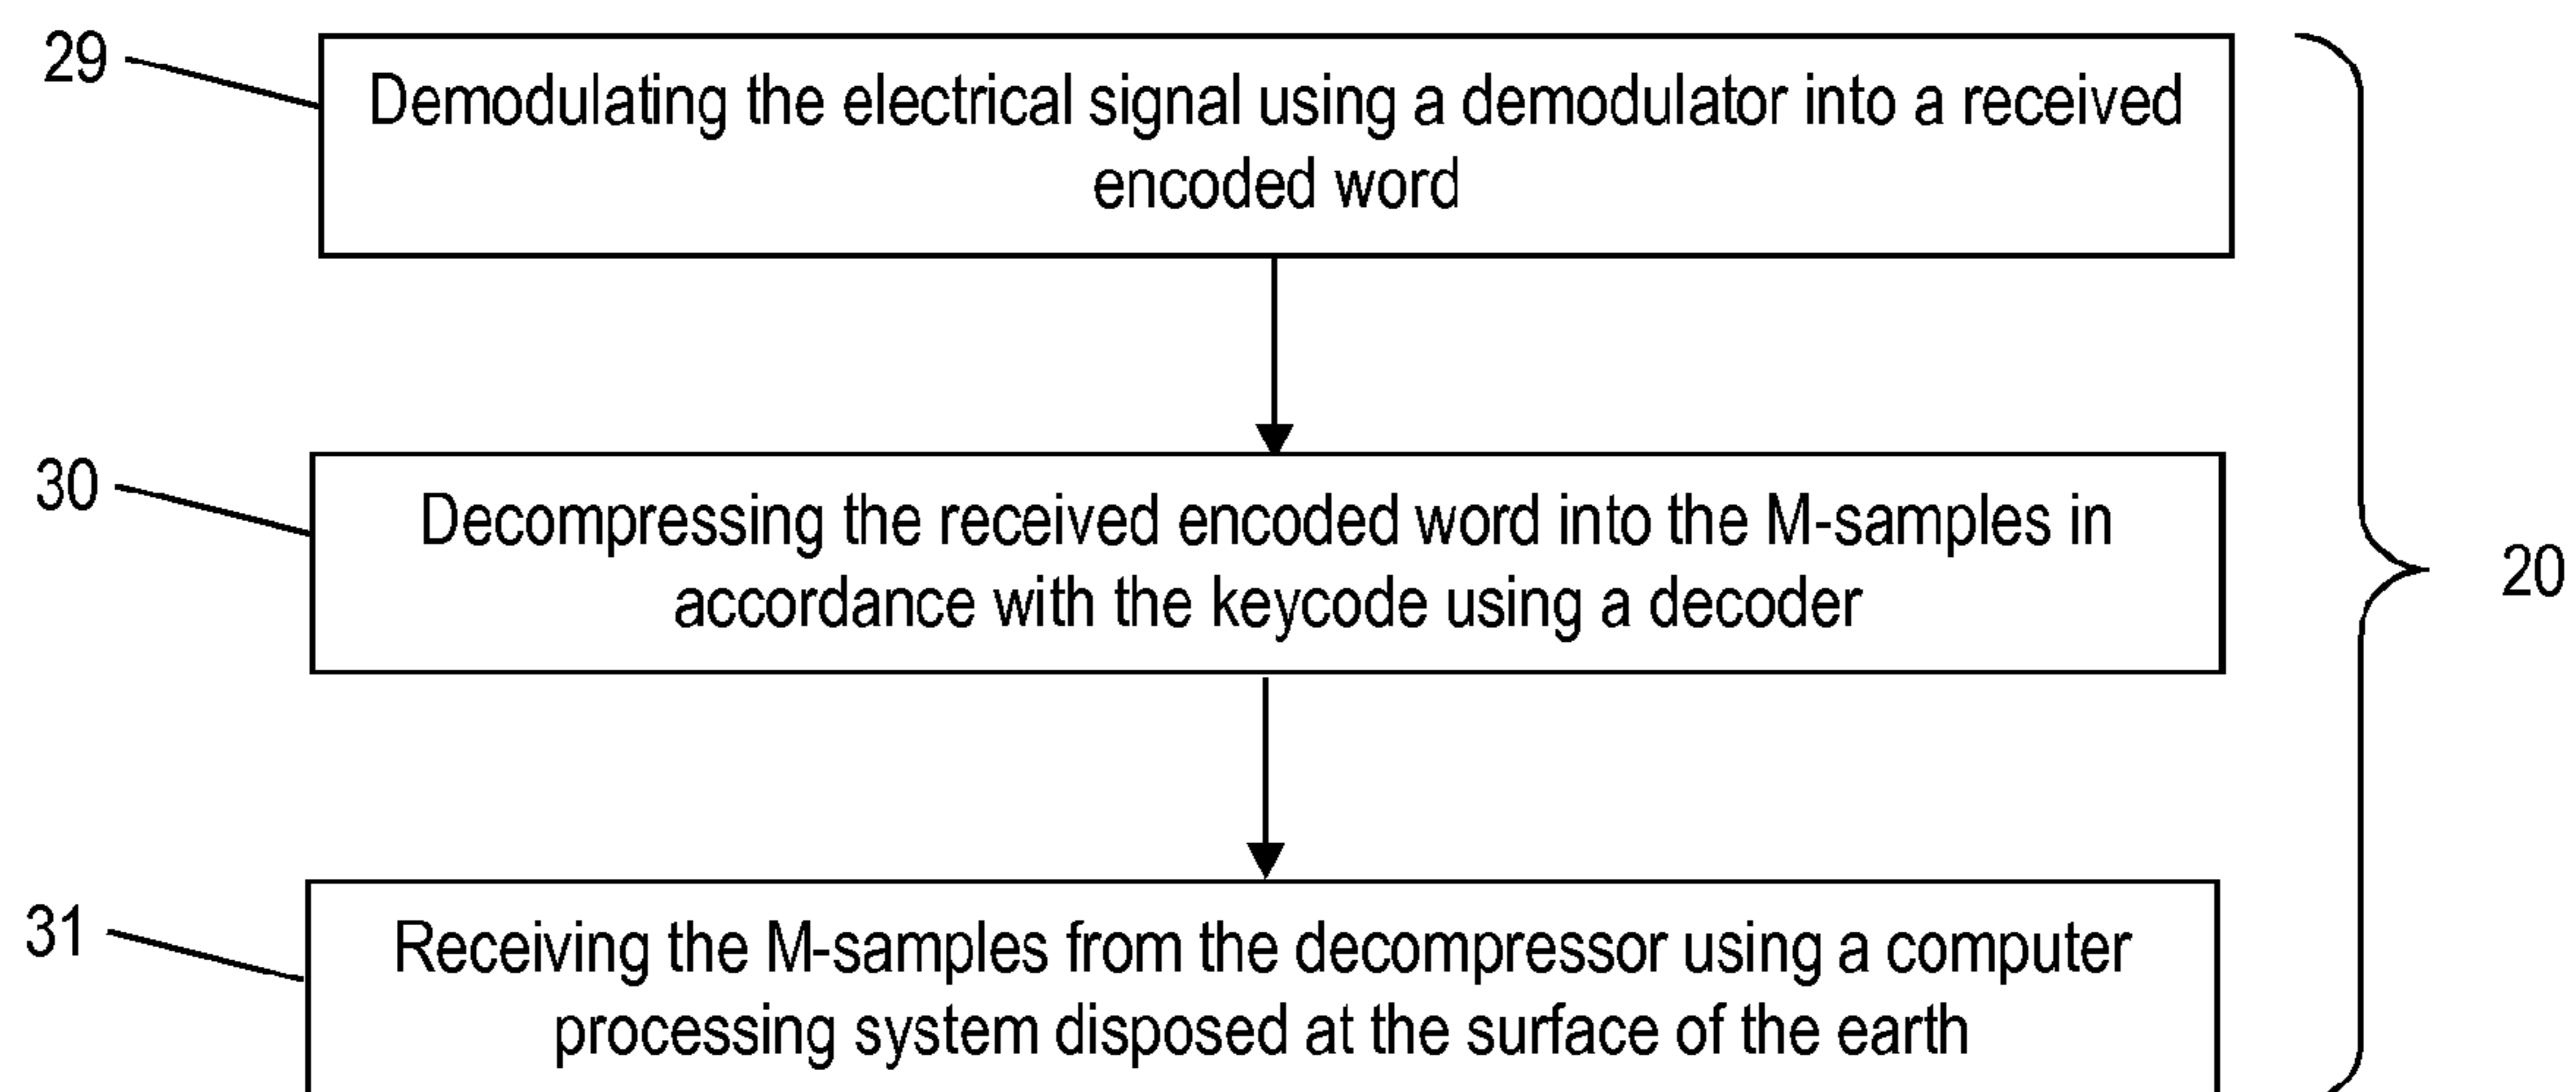 29
Demodulating the electrical signal using a demodulator into a received
encoded word
30
Decompressing the received encoded word into the M-samples in
accordance with the keycode using a decoder
20
31
Receiving the M-samples from the decompressor using a computer
processing system disposed at the surface of the earth